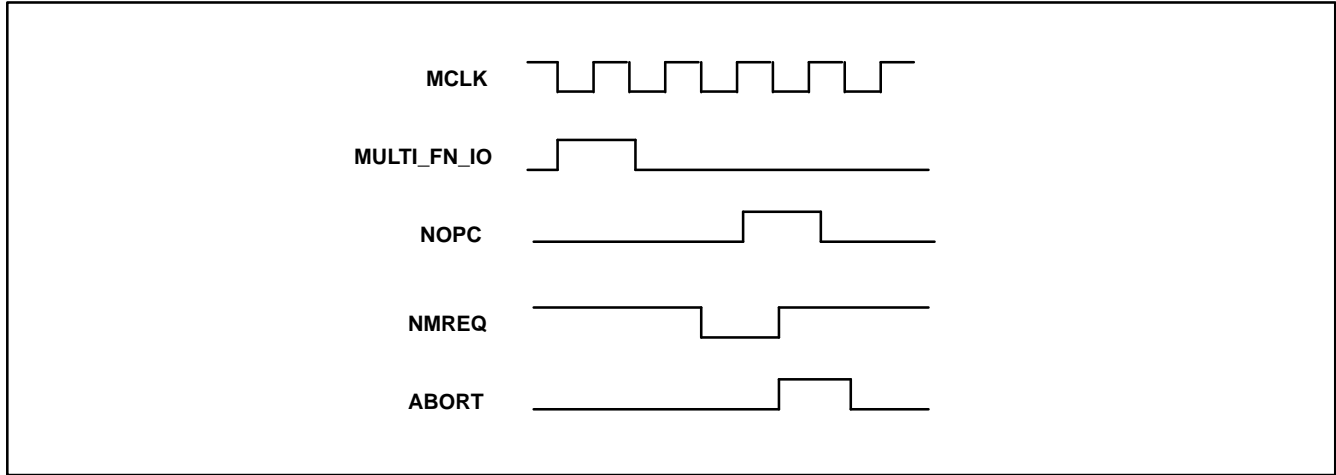 MCLK
MULTI_FN_IO
NOPC
NMREQ
ABORT